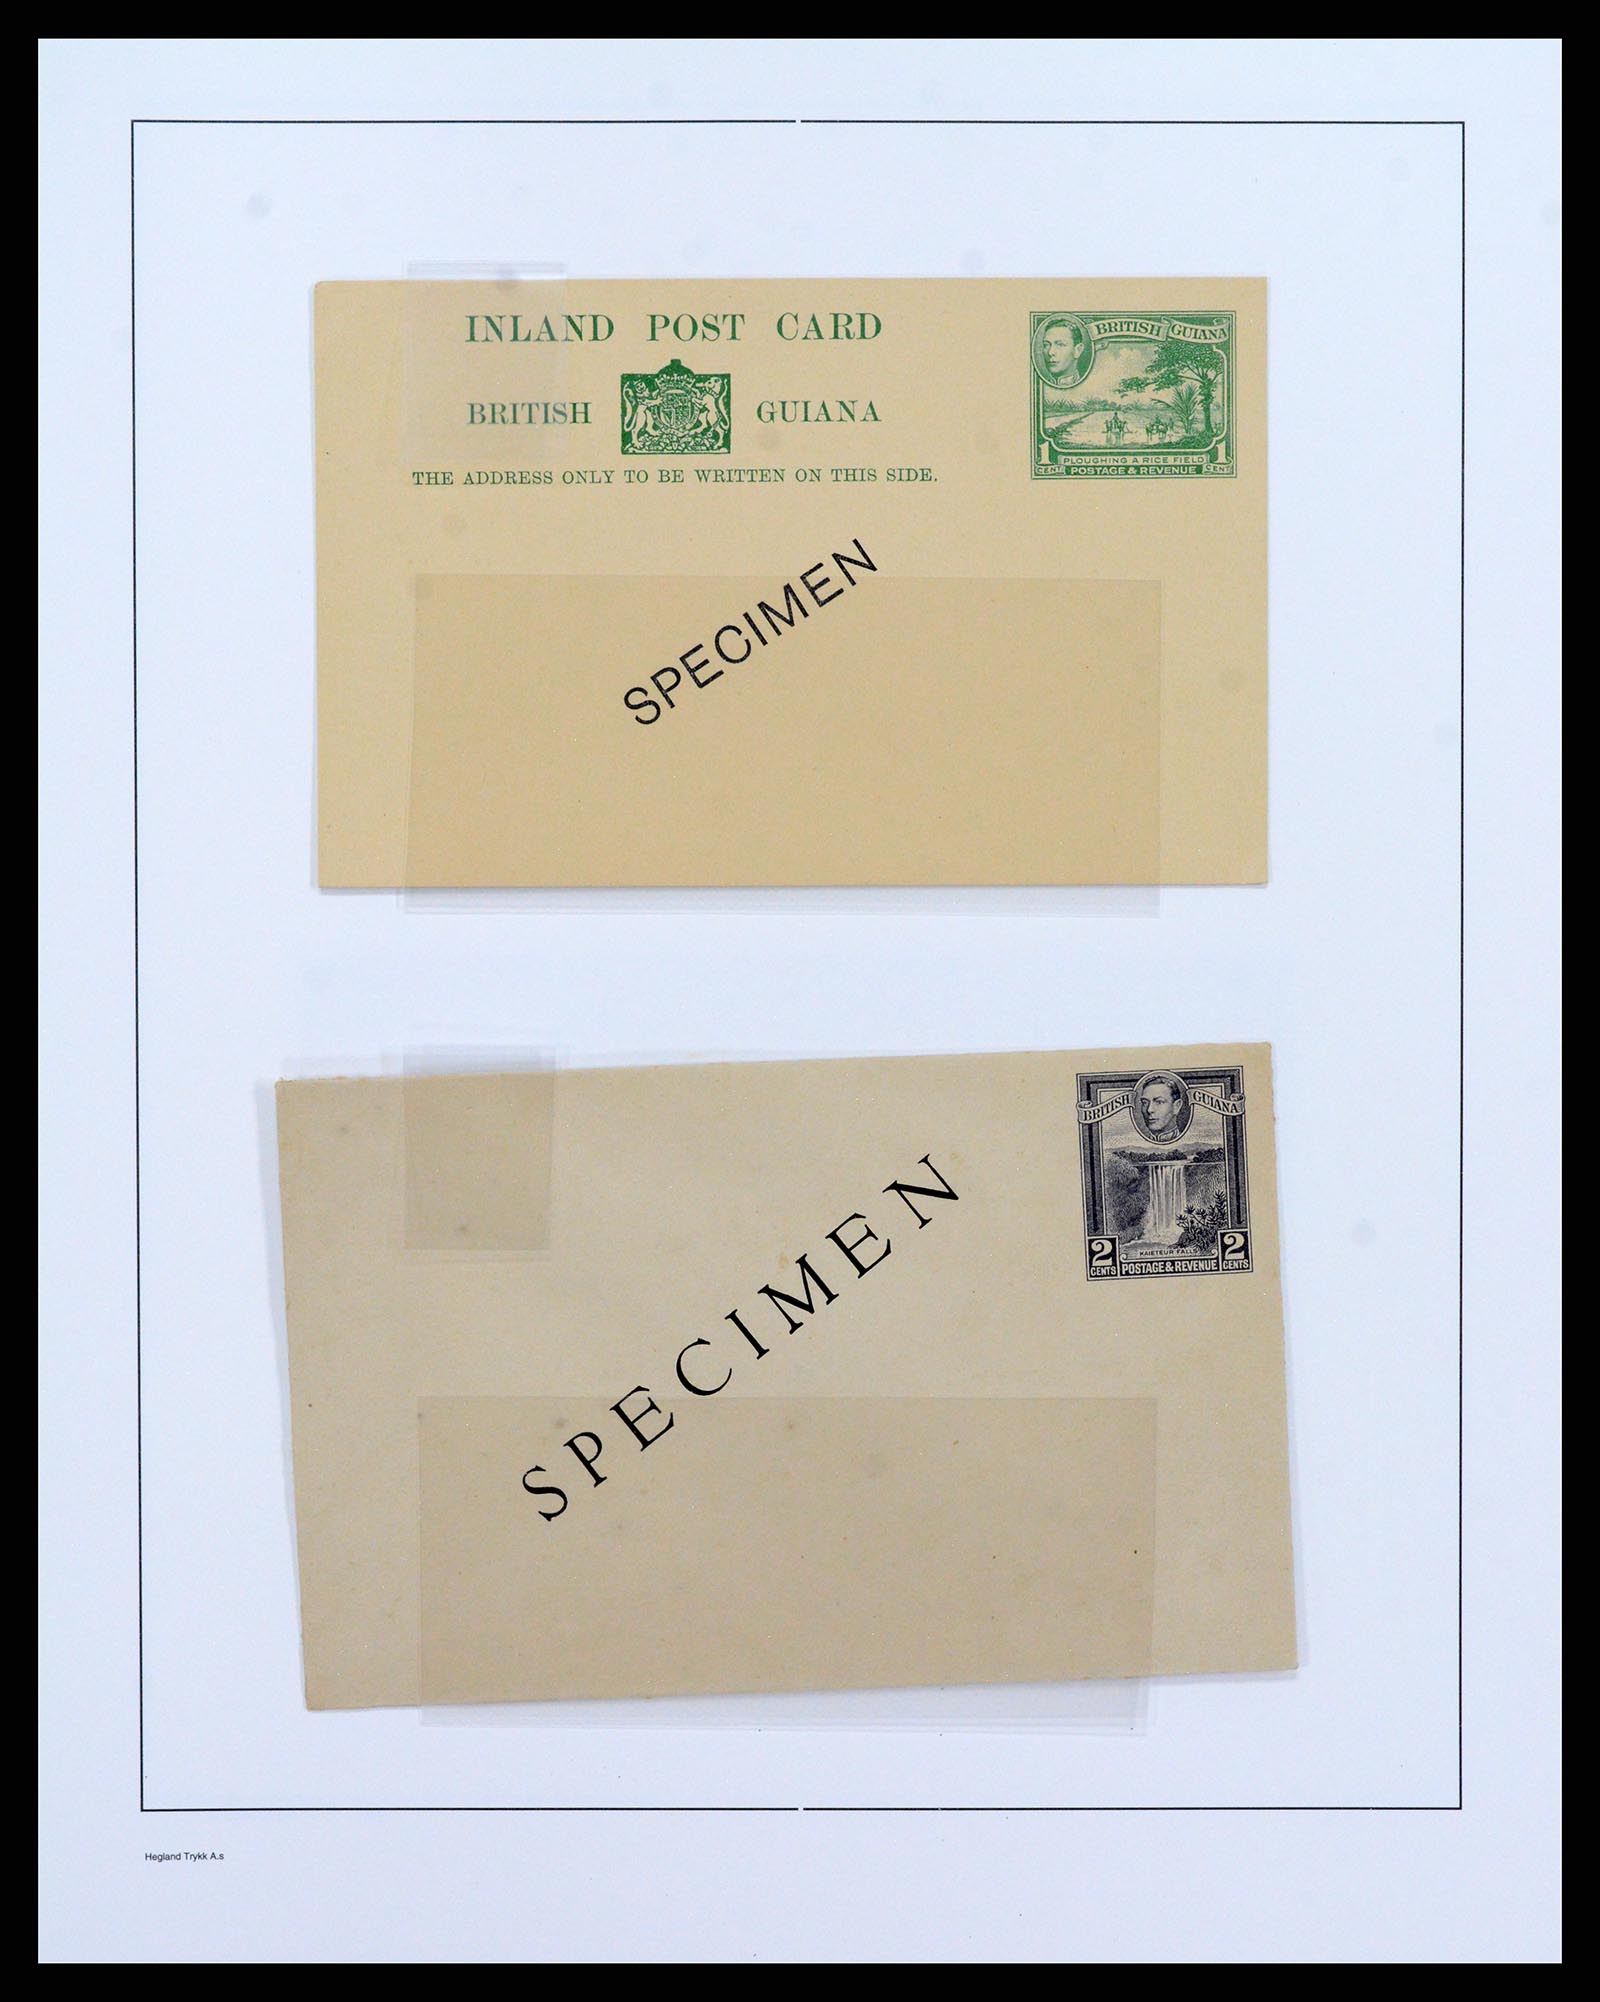 INLAND POST CARD
BRITISH GUIANA
THE ADDRESS ONLY TO BE WRITTEN ON THIS SIDE.
BRITISH GUIANA
1 1
CENT CENT
PLOUGHING A RICE FIELD
POSTAGE & REVENUE
SPECIMEN
BRITISH GUIANA
KAIETEUR FALLS
2 2
CENTS POSTAGE & REVENUE CENTS
SPECIMEN
Hegland Trykk A.s